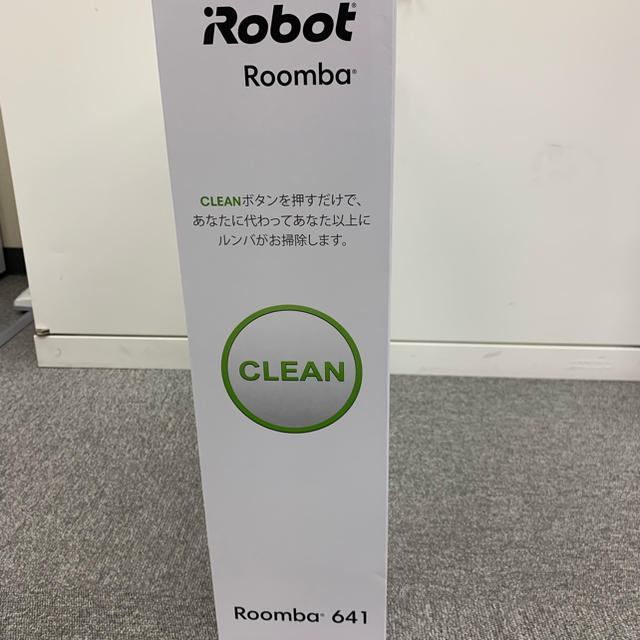 iRobot®
Roomba®
CLEANボタンを押すだけで、
あなたに代わってあなた以上に
ルンバがお掃除します。
CLEAN
Roomba® 641